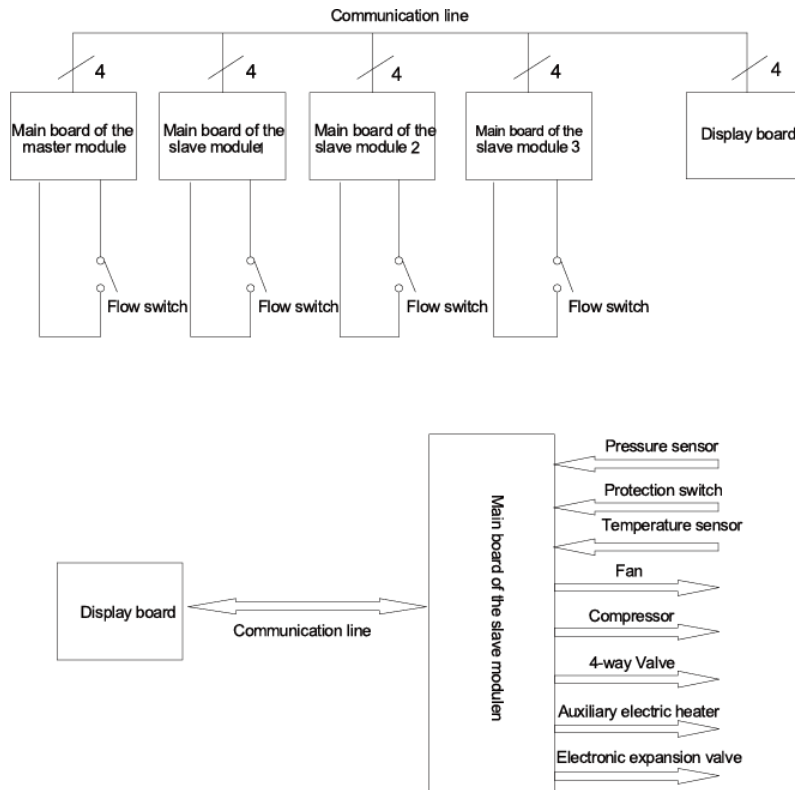 Communication line
4
4
4
4
4
Main board of the
master module
Main board of the
slave module1
Main board of the
slave module 2
Main board of the
slave module 3
Display board
Flow switch
Flow switch
Flow switch
Flow switch
Pressure sensor
Protection switch
Temperature sensor
Fan
Compressor
4-way Valve
Auxiliary electric heater
Electronic expansion valve
Main board of the slave modulen
Display board
Communication line